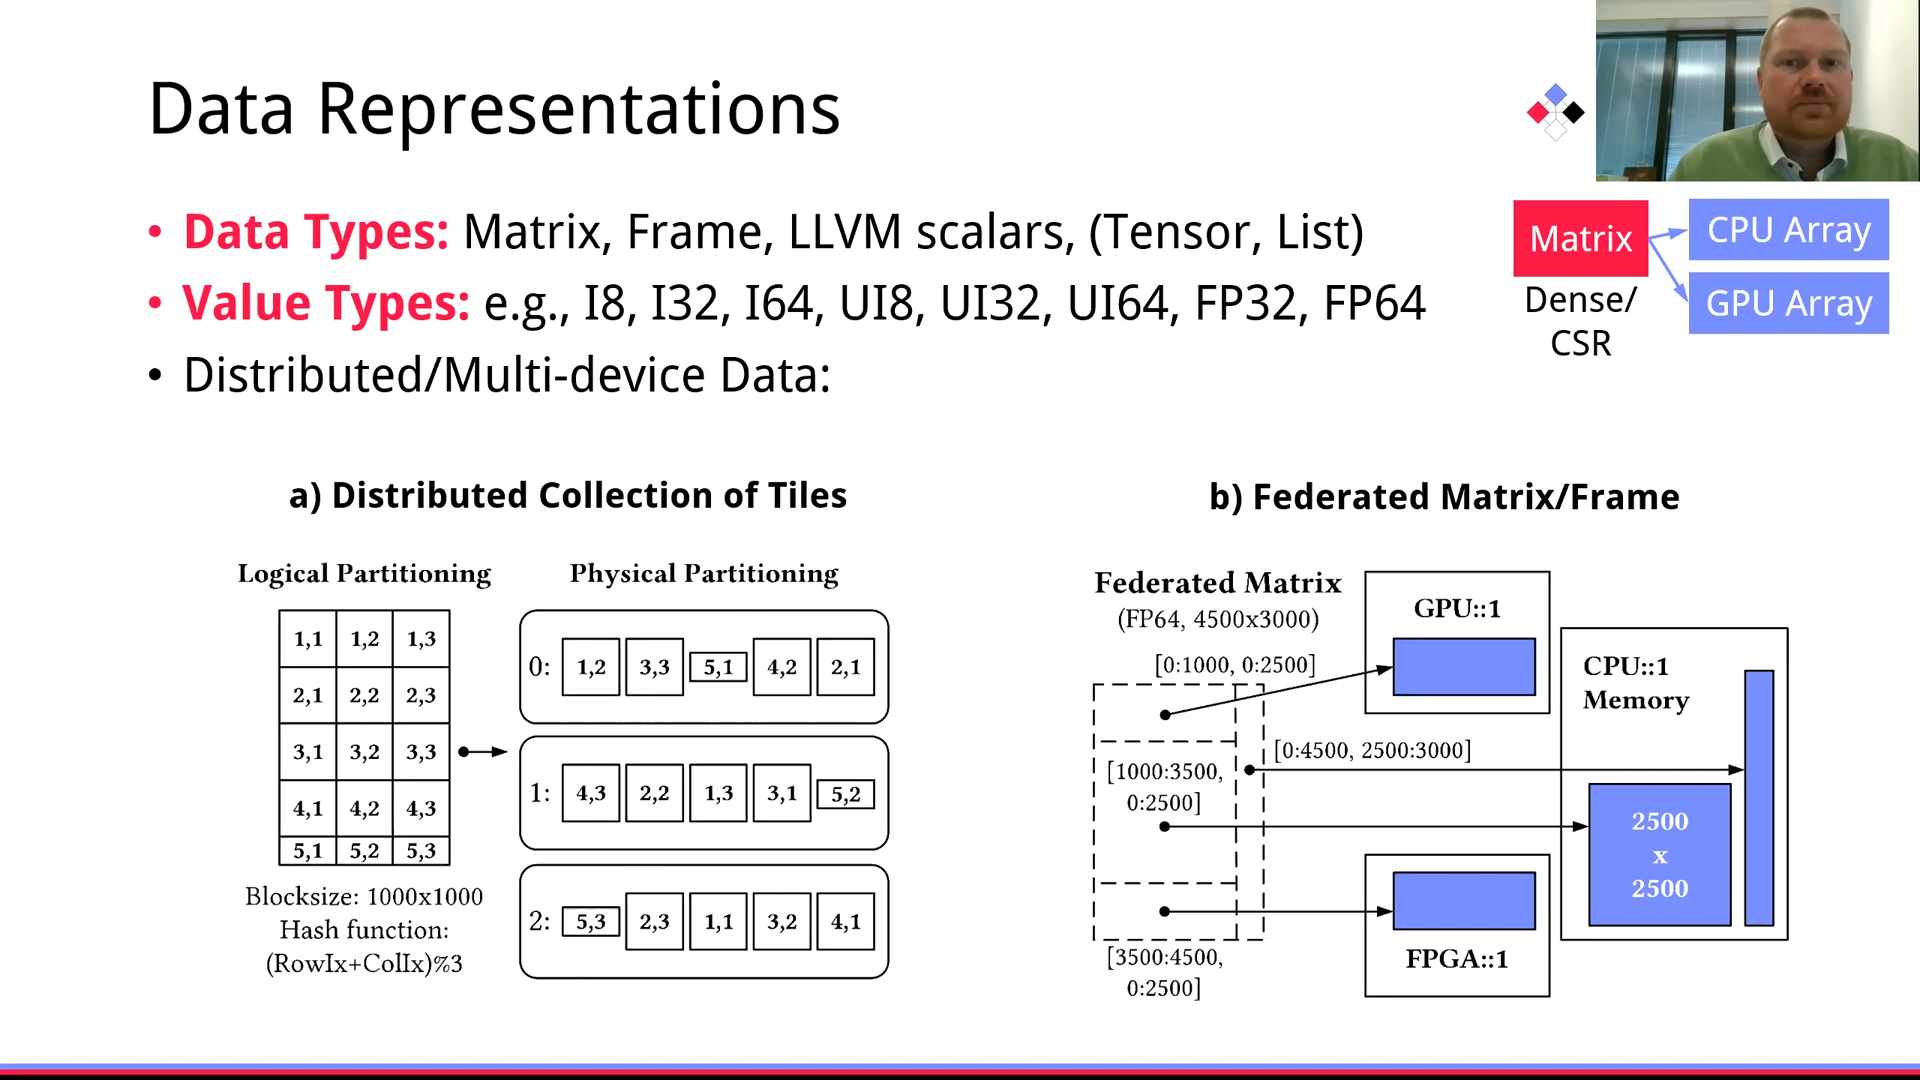 Data Representations
• Data Types: Matrix, Frame, LLVM scalars, (Tensor, List)
• Value Types: e.g., I8, I32, I64, UI8, UI32, UI64, FP32, FP64
• Distributed/Multi-device Data:
Matrix
Dense/
CSR
CPU Array
GPU Array
a) Distributed Collection of Tiles
Logical Partitioning
1,1 1,2 1,3
2,1 2,2 2,3
3,1 3,2 3,3
4,1 4,2 4,3
5,1 5,2 5,3
Blocksize: 1000x1000
Hash function:
(RowIx+ColIx)%3
Physical Partitioning
0: 1,2 3,3 5,1 4,2 2,1
1: 4,3 2,2 1,3 3,1 5,2
2: 5,3 2,3 1,1 3,2 4,1
b) Federated Matrix/Frame
Federated Matrix
(FP64, 4500x3000)
[0:1000, 0:2500]
[0:4500, 2500:3000]
[1000:3500,
0:2500]
[3500:4500,
0:2500]
GPU::1
CPU::1
Memory
2500
x
2500
FPGA::1